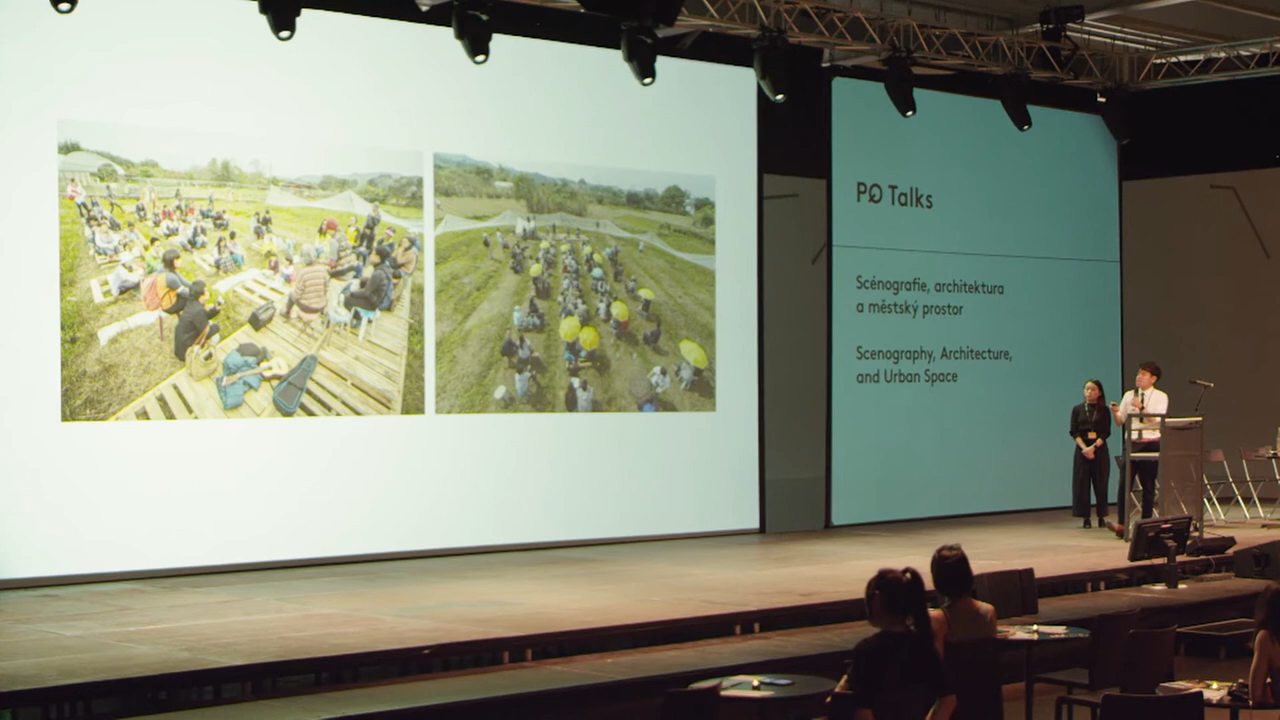 PQ Talks
Scénografie, architektura
a městský prostor
Scenography, Architecture,
and Urban Space